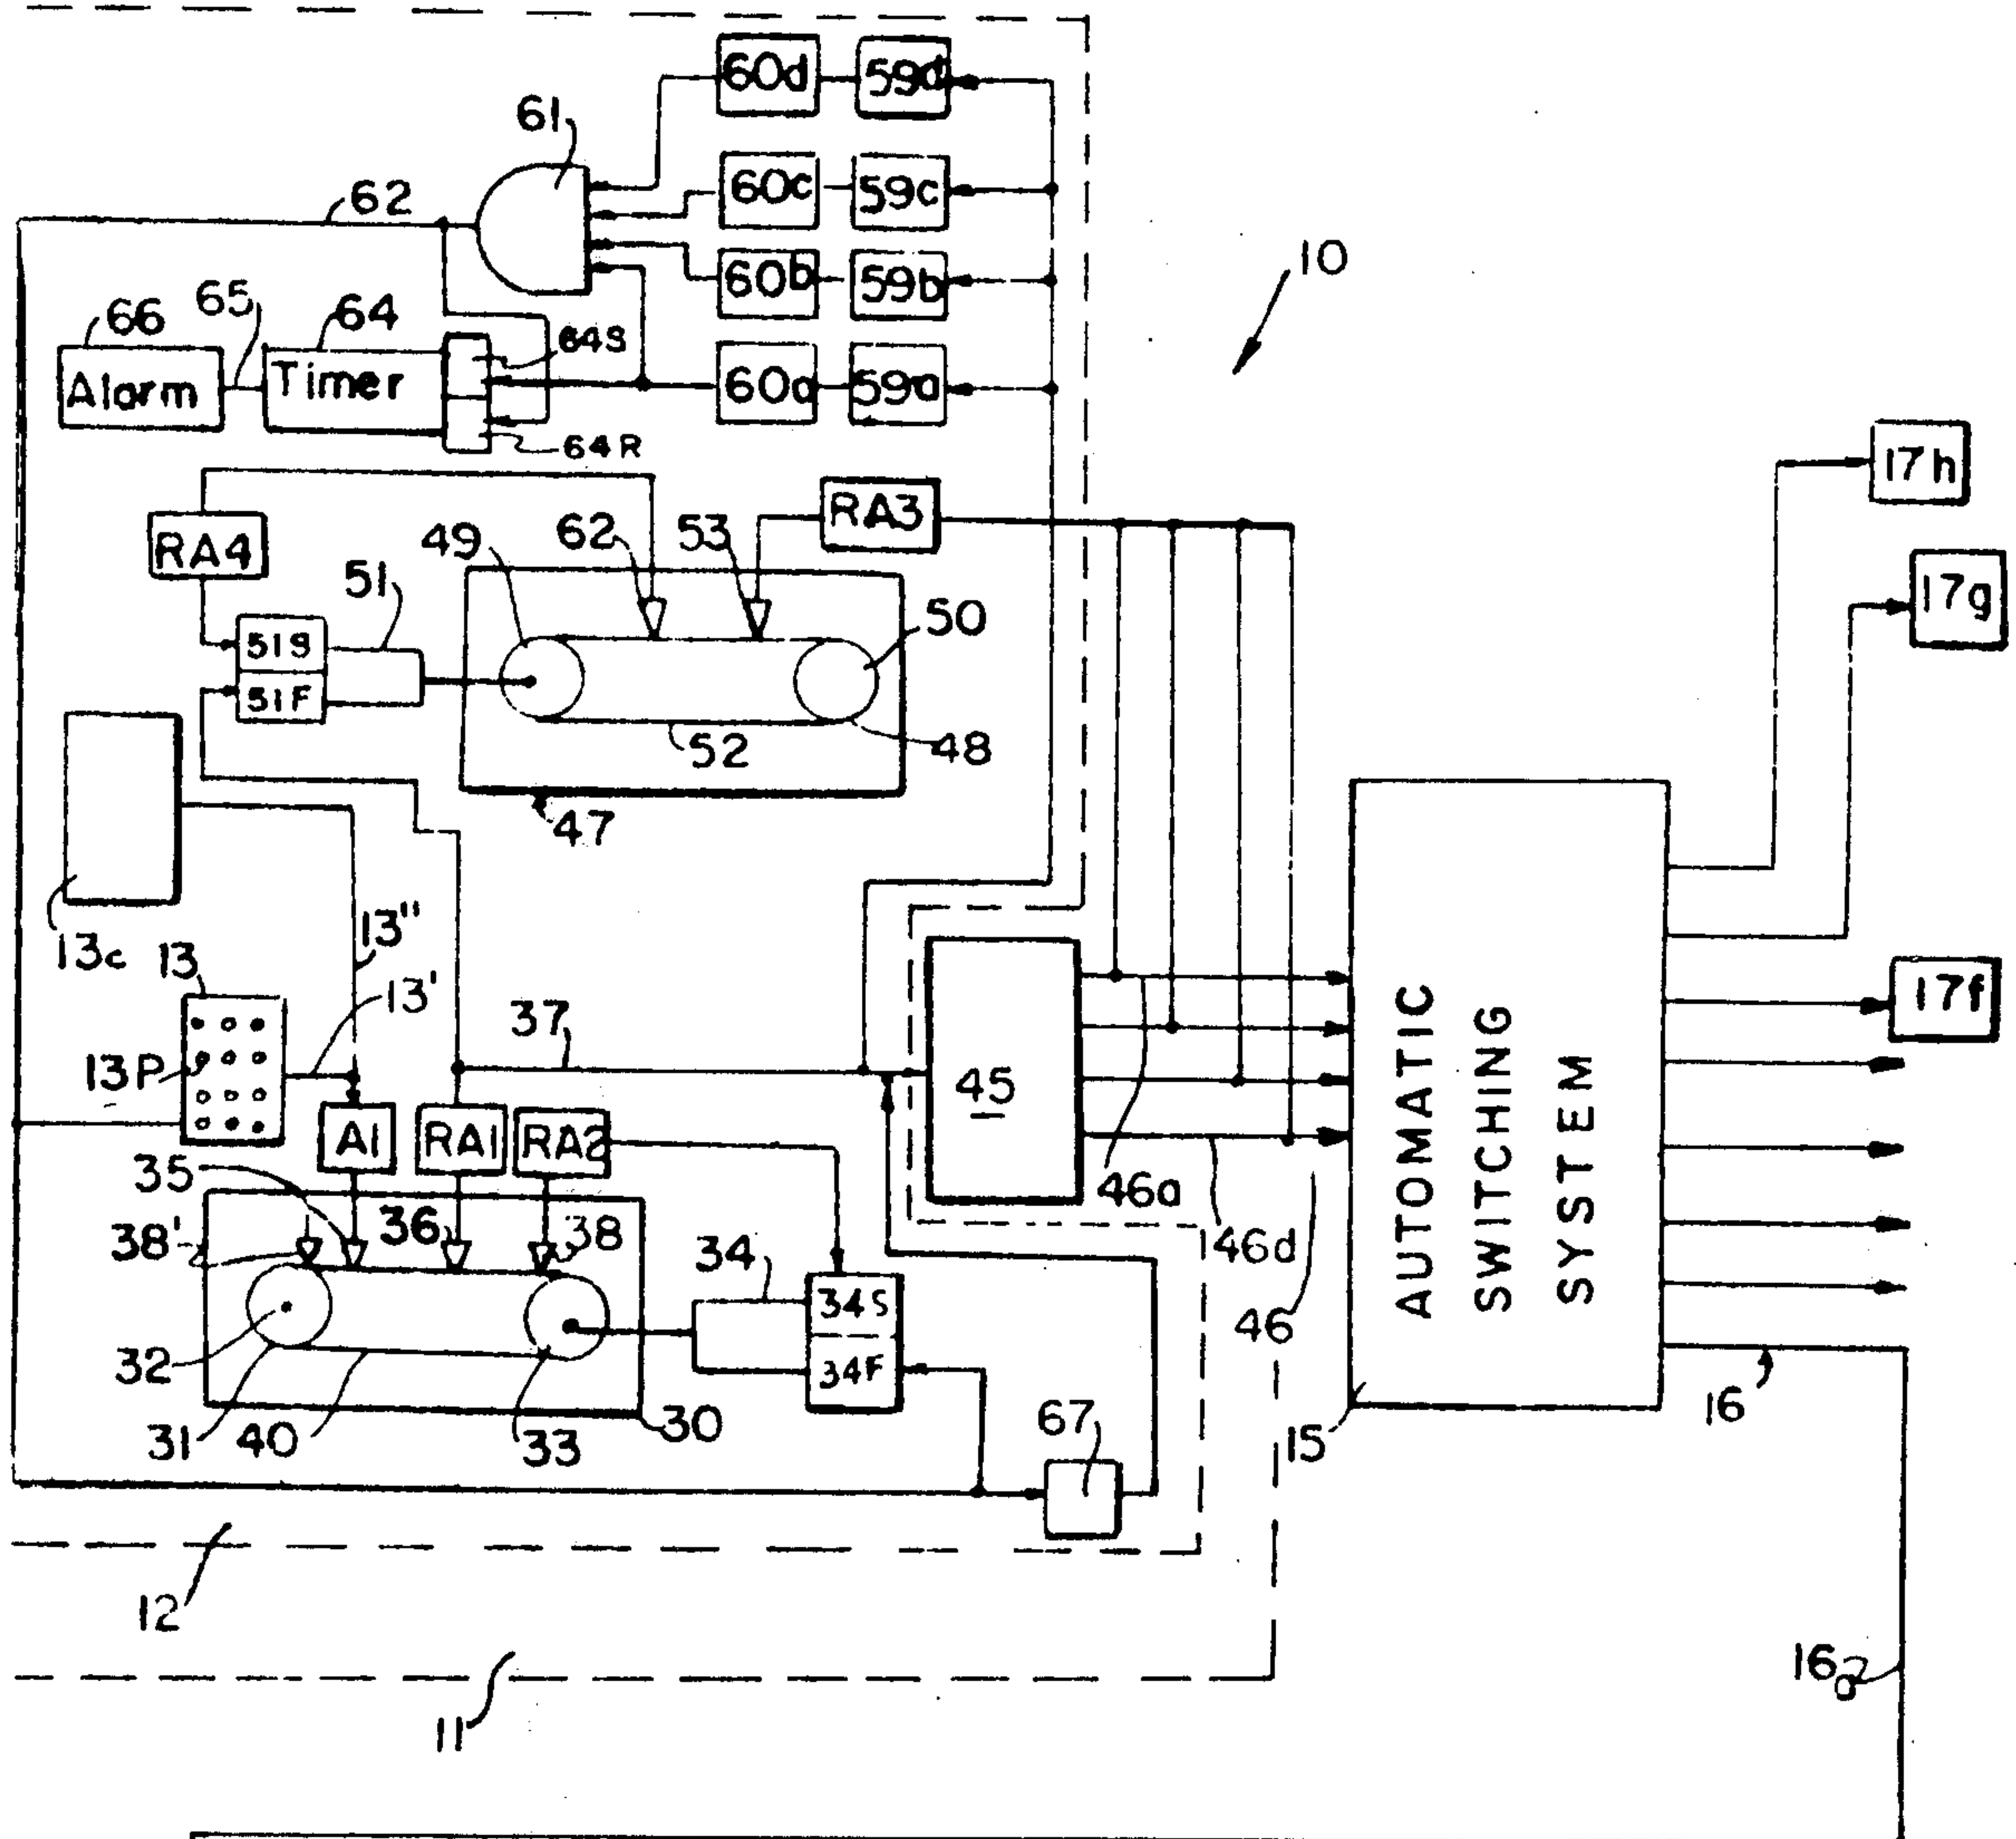 60d 59d
61
60c 59c
62
60b 59b
10
66 65 64 64S
Alarm Timer 60a 59a
64R
17h
RA4 49 62 53 RA3
51
17g
51S
51F
50
52 48
47
13c 13 13" 13'
17f
13P 37 45
A1 RA1 RA2
35
38' 36 38
46a
46d
34 34S
34F
46
AUTOMATIC
SWITCHING
SYSTEM
32
31 40 33 30
67
15
16
12
11
16a